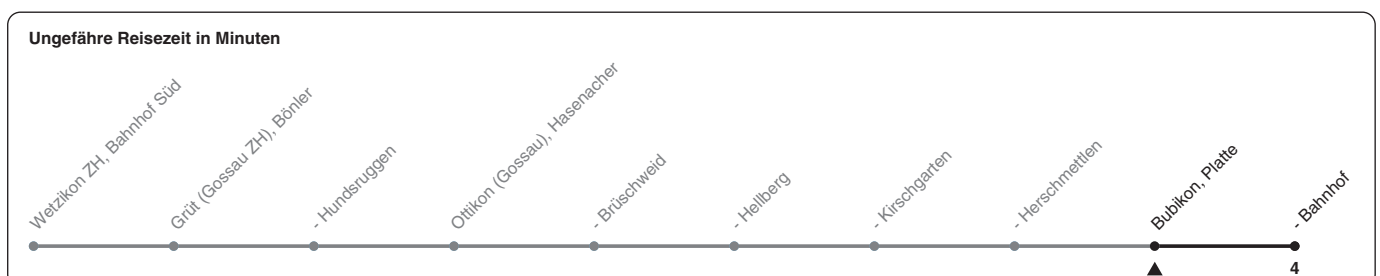 Ungefähre Reisezeit in Minuten
Wetzikon ZH, Bahnhof Süd
Grüt (Gossau ZH), Bönler
- Hundsruggen
Ottikon (Gossau), Hasenacher
- Brüschweid
- Hellberg
- Kirschgarten
- Herschmettlen
Bubikon, Platte
- Bahnhof
4